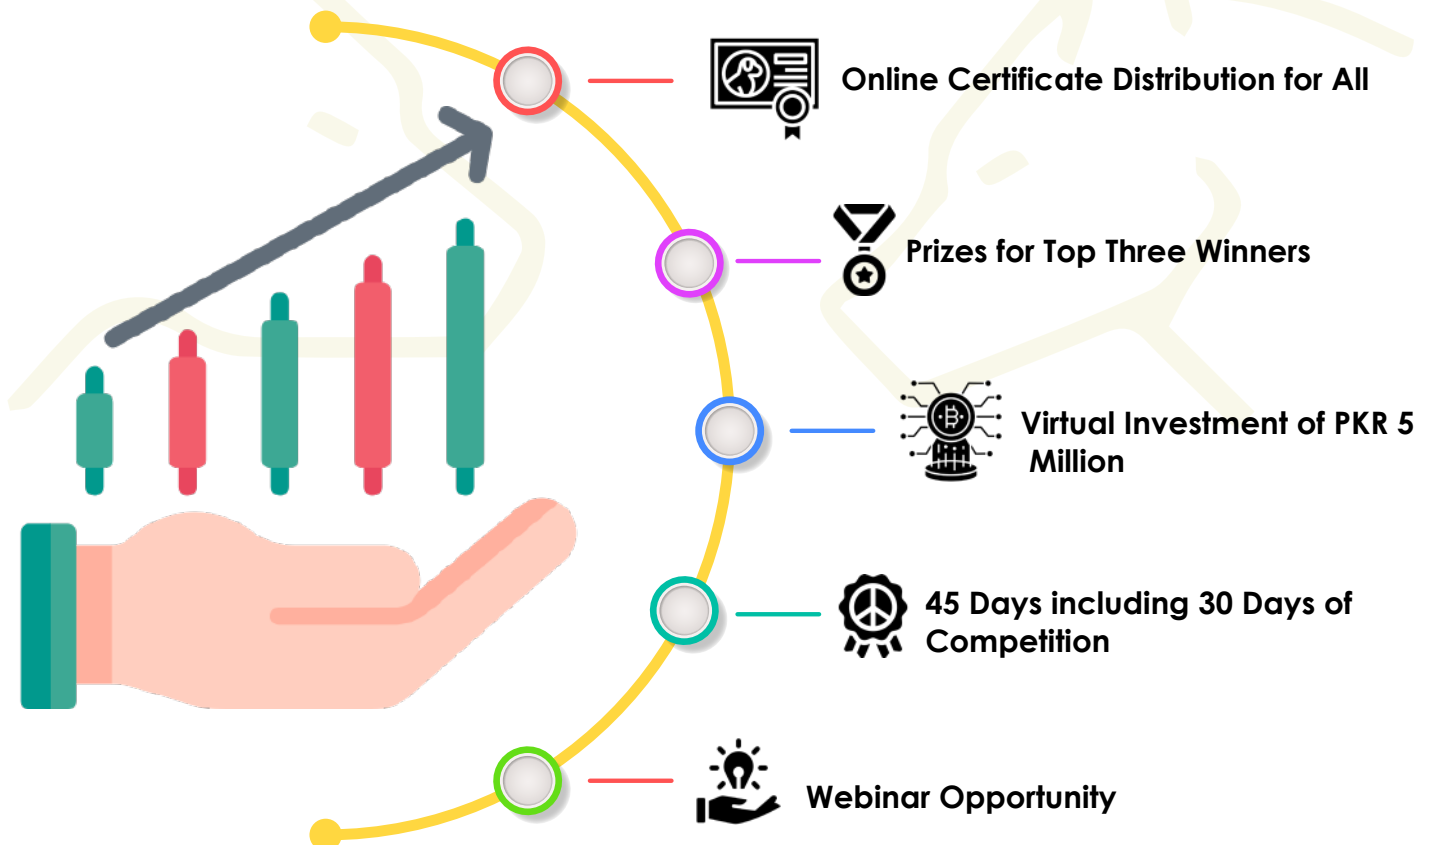 Online Certificate Distribution for All
Prizes for Top Three Winners
Virtual Investment of PKR 5
Million
45 Days including 30 Days of
Competition
Webinar Opportunity